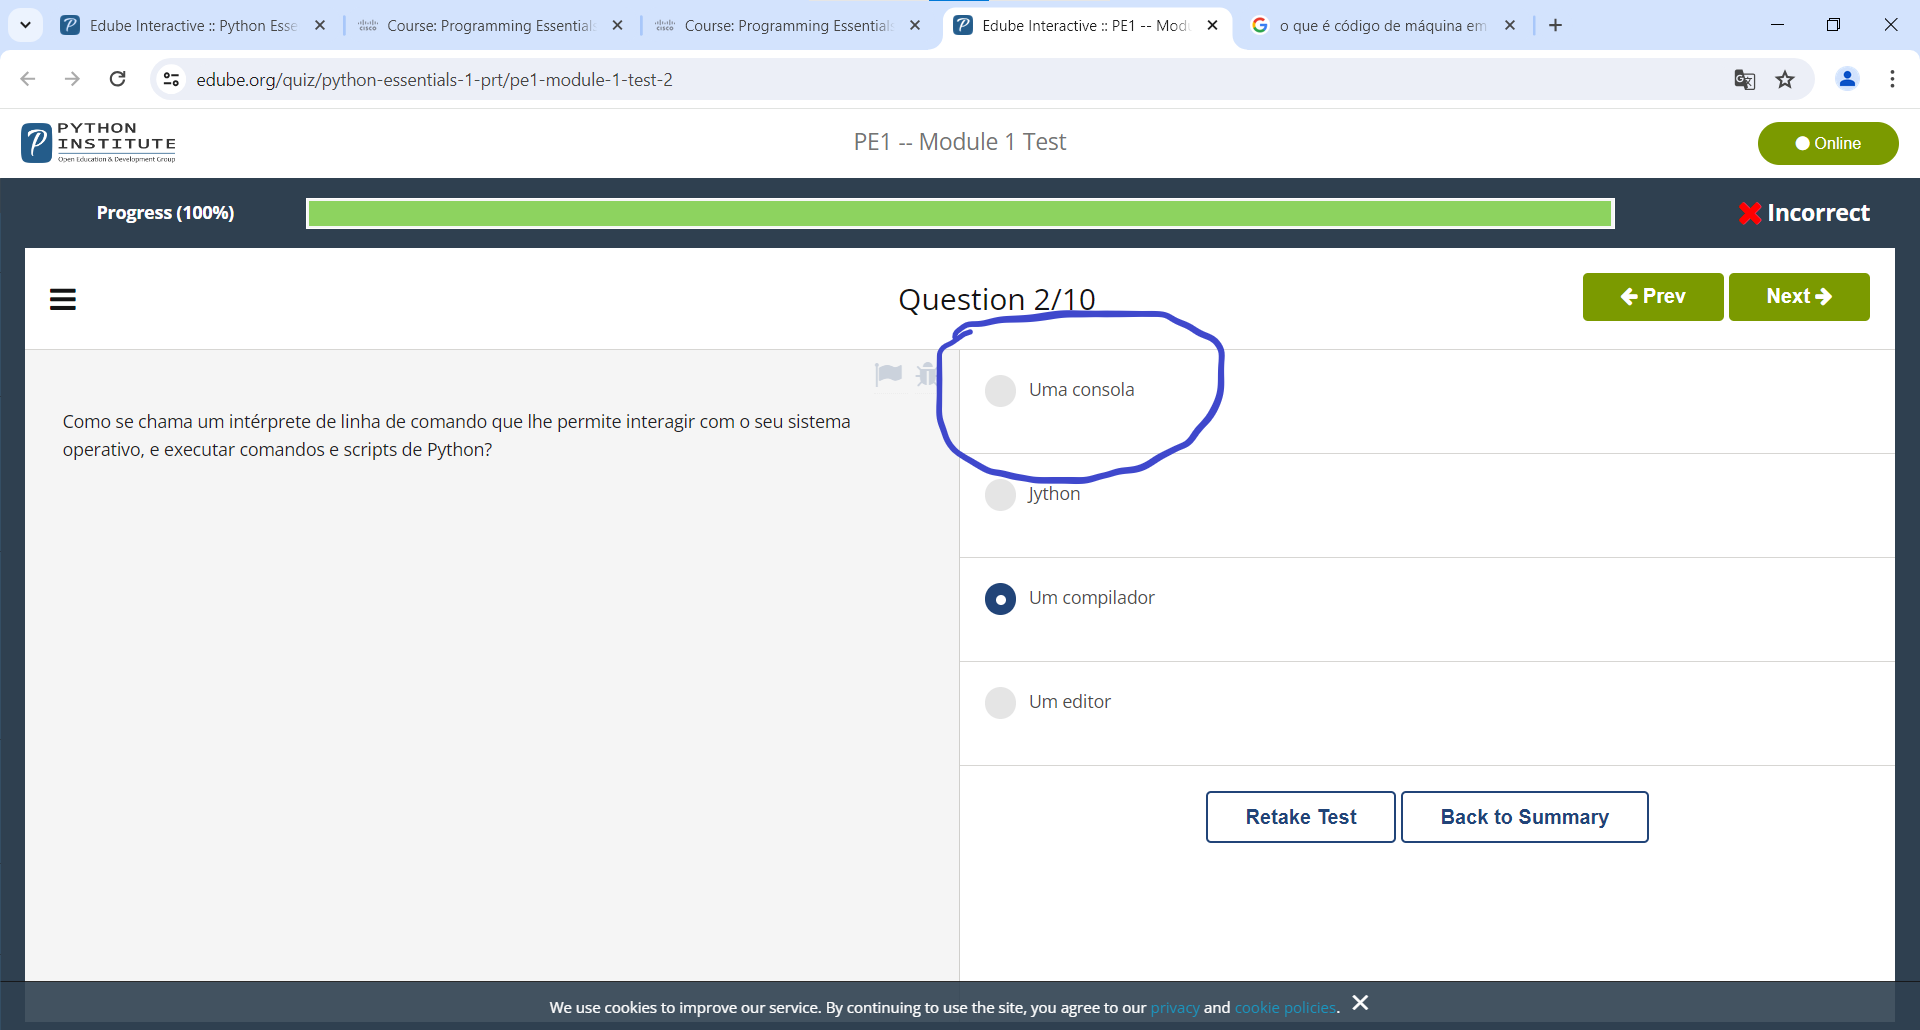 Edube Interactive :: Python Esse
Course: Programming Essentials
Course: Programming Essentials
Edube Interactive :: PE1 -- Modu
o que é código de máquina em
edube.org/quiz/python-essentials-1-prt/pe1-module-1-test-2
PYTHON
INSTITUTE
Open Education & Development Group
PE1 -- Module 1 Test
Online
Progress (100%)
Incorrect
Question 2/10
Prev
Next
Como se chama um intérprete de linha de comando que lhe permite interagir com o seu sistema
operativo, e executar comandos e scripts de Python?
Uma consola
Jython
Um compilador
Um editor
Retake Test
Back to Summary
We use cookies to improve our service. By continuing to use the site, you agree to our privacy and cookie policies.